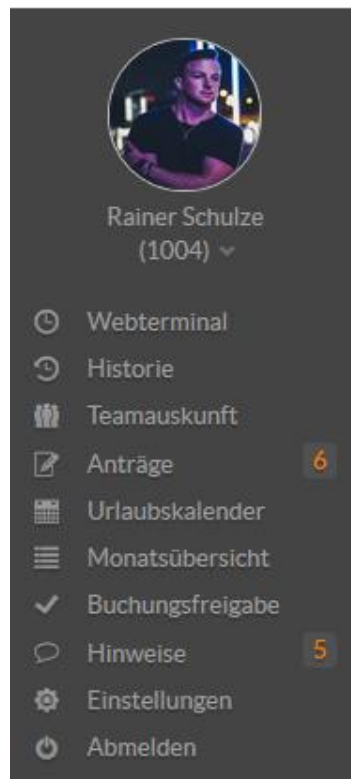 Rainer Schulze
(1004)
Webterminal
Historie
Teamauskunft
Anträge 6
Urlaubskalender
Monatsübersicht
Buchungsfreigabe
Hinweise 5
Einstellungen
Abmelden